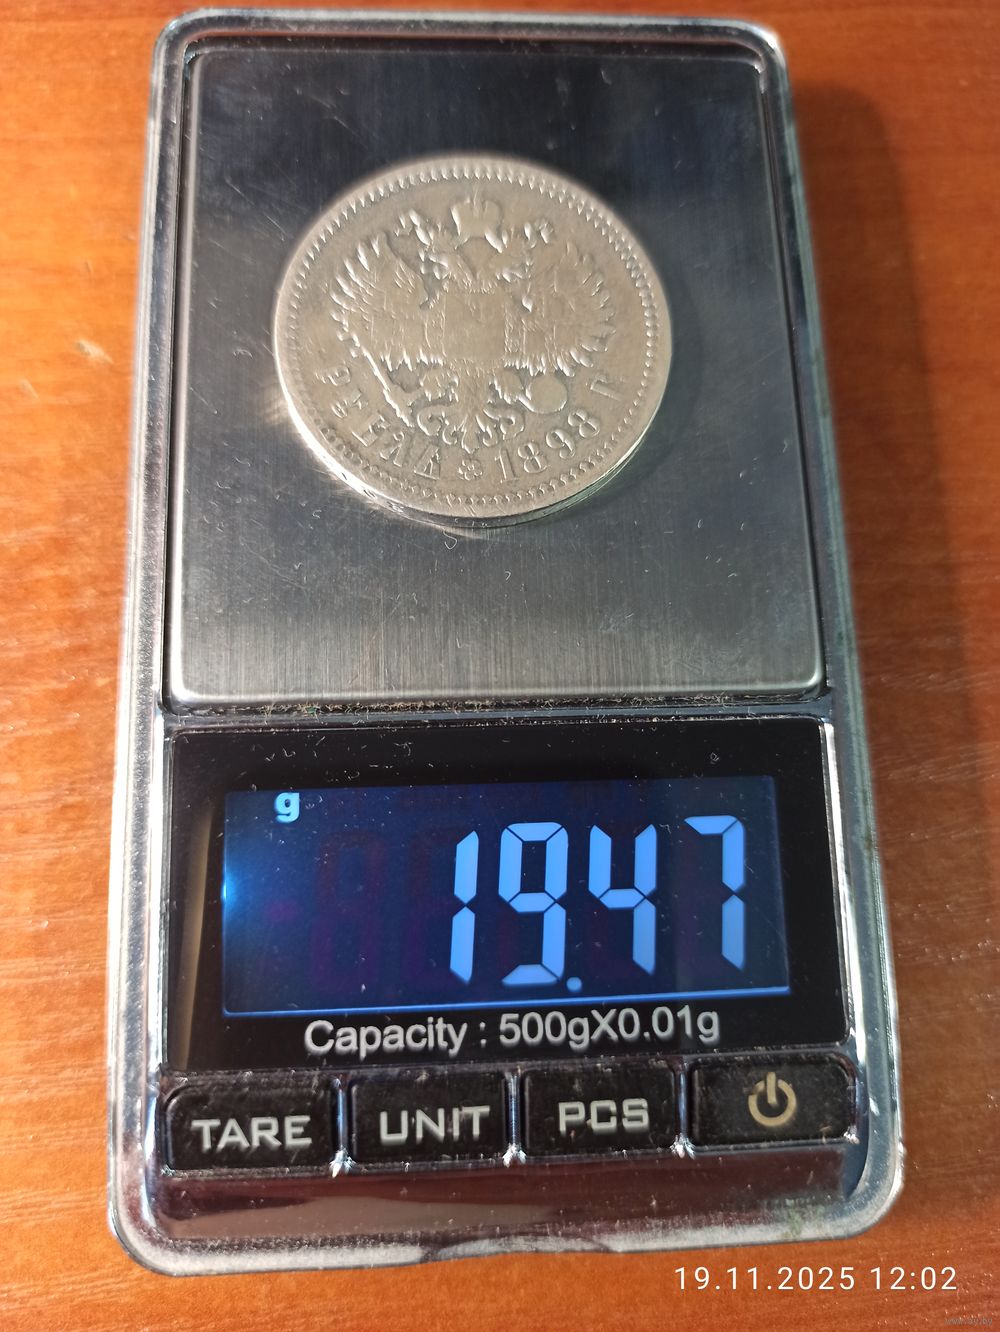 РУБЛЬ 1898 Г.
g
19.47
Capacity : 500gX0.01g
TARE UNIT PCS
19.11.2025 12:02